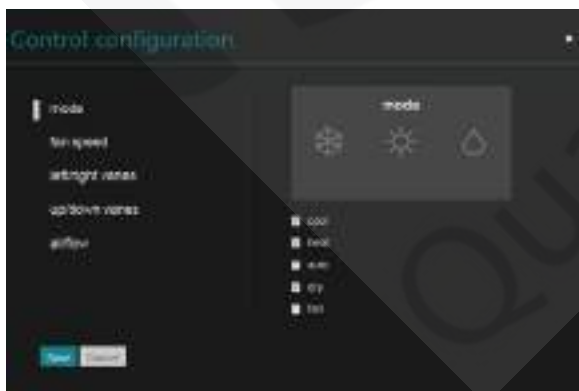 Control configuration
mode
fan speed
left/right vanes
up/down vanes
airflow
mode
cool
heat
auto
dry
fan
Save
Cancel